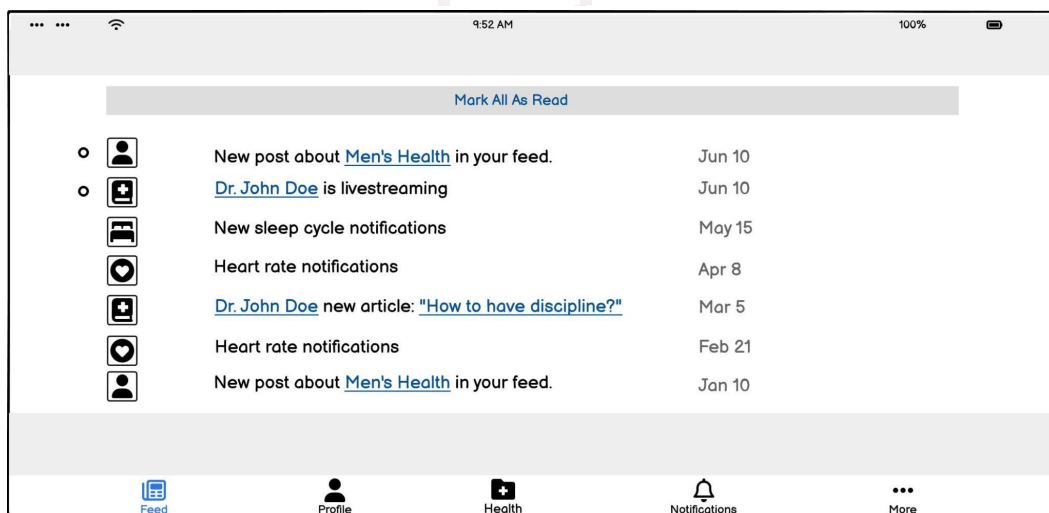 9:52 AM 100%
Mark All As Read
New post about Men's Health in your feed. Jun 10
Dr. John Doe is livestreaming Jun 10
New sleep cycle notifications May 15
Heart rate notifications Apr 8
Dr. John Doe new article: "How to have discipline?" Mar 5
Heart rate notifications Feb 21
New post about Men's Health in your feed. Jan 10
Feed Profile Health Notifications More